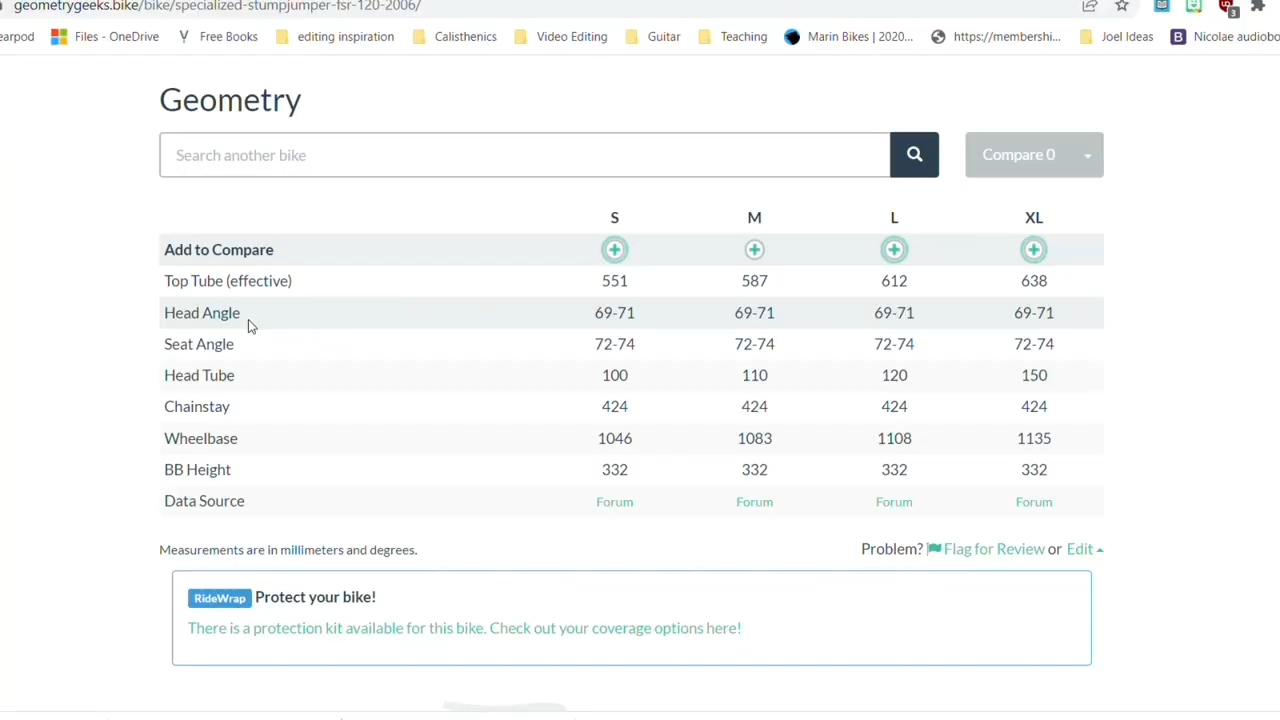 geometrygeeks.bike/bike/specialized-stumpjumper-fsr-120-2006/
earpod Files - OneDrive Free Books editing inspiration Calisthenics Video Editing Guitar Teaching Marin Bikes | 2020... https://membershi... Joel Ideas B Nicolae audiobo
3
Geometry
Search another bike Compare 0
S M L XL
Add to Compare
Top Tube (effective) 551 587 612 638
Head Angle 69-71 69-71 69-71 69-71
Seat Angle 72-74 72-74 72-74 72-74
Head Tube 100 110 120 150
Chainstay 424 424 424 424
Wheelbase 1046 1083 1108 1135
BB Height 332 332 332 332
Data Source Forum Forum Forum Forum
Measurements are in millimeters and degrees. Problem? Flag for Review or Edit
RideWrap Protect your bike!
There is a protection kit available for this bike. Check out your coverage options here!